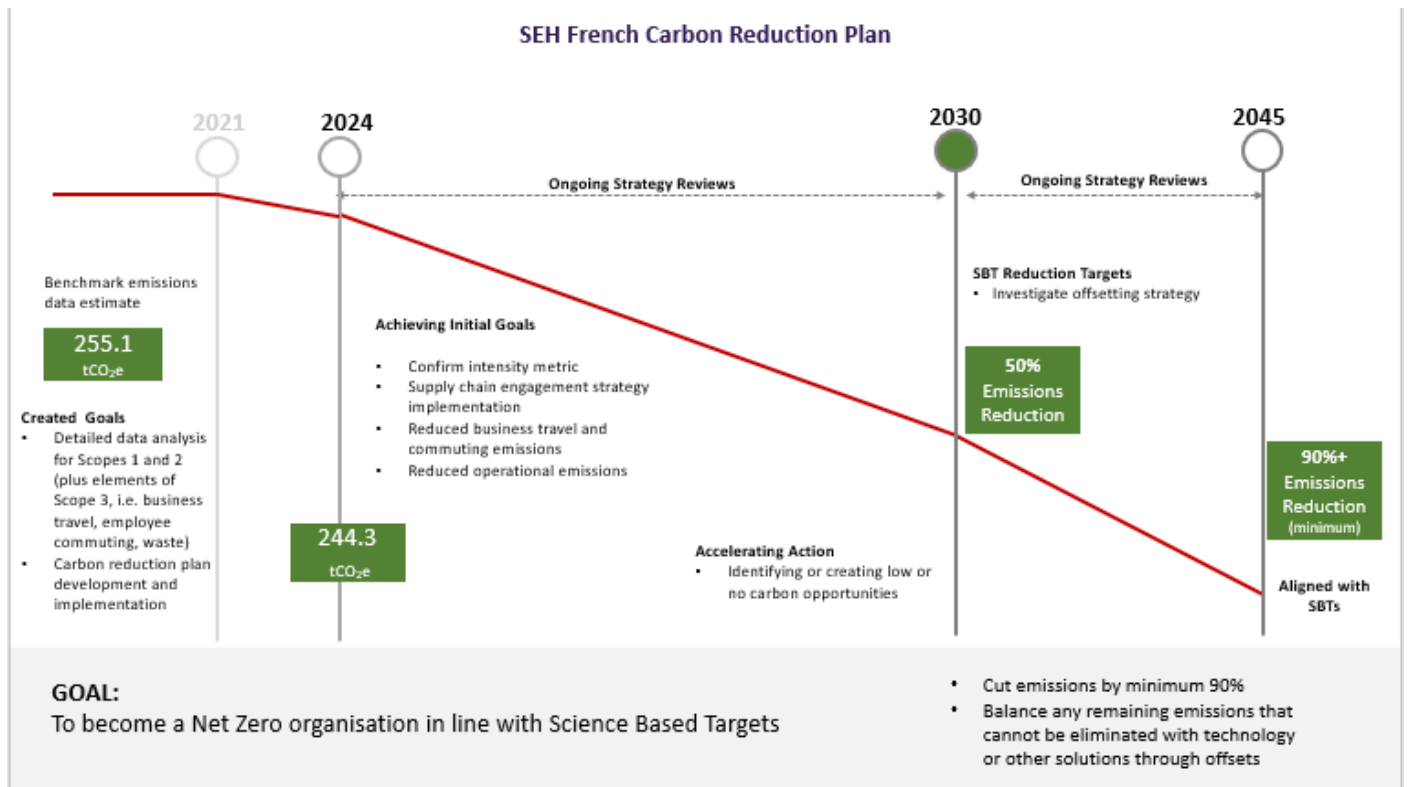 SEH French Carbon Reduction Plan
2021
2024
2030
2045
Ongoing Strategy Reviews
Ongoing Strategy Reviews
Benchmark emissions
data estimate
255.1
tCO₂e
Created Goals
▪ Detailed data analysis
for Scopes 1 and 2
(plus elements of
Scope 3, i.e. business
travel, employee
commuting, waste)
▪ Carbon reduction plan
development and
implementation
244.3
tCO₂e
Achieving Initial Goals
▪ Confirm intensity metric
▪ Supply chain engagement strategy
implementation
▪ Reduced business travel and
commuting emissions
▪ Reduced operational emissions
Accelerating Action
▪ Identifying or creating low or
no carbon opportunities
SBT Reduction Targets
▪ Investigate offsetting strategy
50%
Emissions
Reduction
90%+
Emissions
Reduction
(minimum)
Aligned with
SBTs
GOAL:
To become a Net Zero organisation in line with Science Based Targets
• Cut emissions by minimum 90%
• Balance any remaining emissions that
cannot be eliminated with technology
or other solutions through offsets